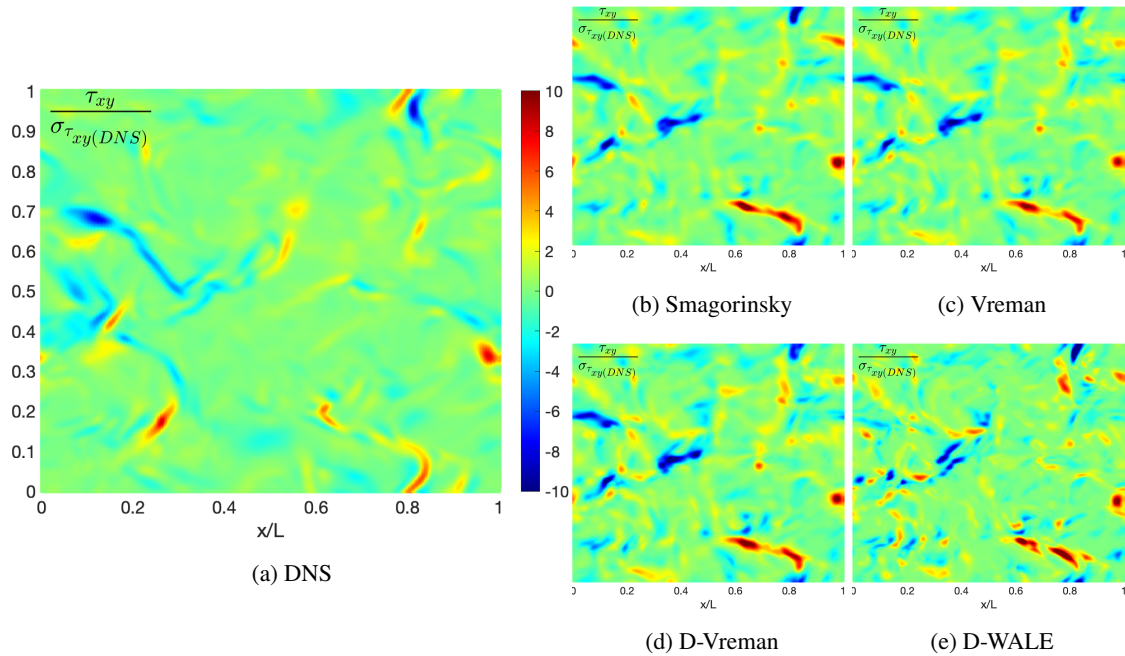 τ_xy
σ_τ_xy(DNS)
1
0.9
0.8
0.7
0.6
0.5
0.4
0.3
0.2
0.1
0
0 0.2 0.4 0.6 0.8 1
x/L
10
8
6
4
2
0
-2
-4
-6
-8
-10
(a) DNS
τ_xy
σ_τ_xy(DNS)
0 0.2 0.4 0.6 0.8 1
x/L
(b) Smagorinsky
τ_xy
σ_τ_xy(DNS)
0 0.2 0.4 0.6 0.8 1
x/L
(c) Vreman
τ_xy
σ_τ_xy(DNS)
0 0.2 0.4 0.6 0.8 1
x/L
(d) D-Vreman
τ_xy
σ_τ_xy(DNS)
0 0.2 0.4 0.6 0.8 1
x/L
(e) D-WALE